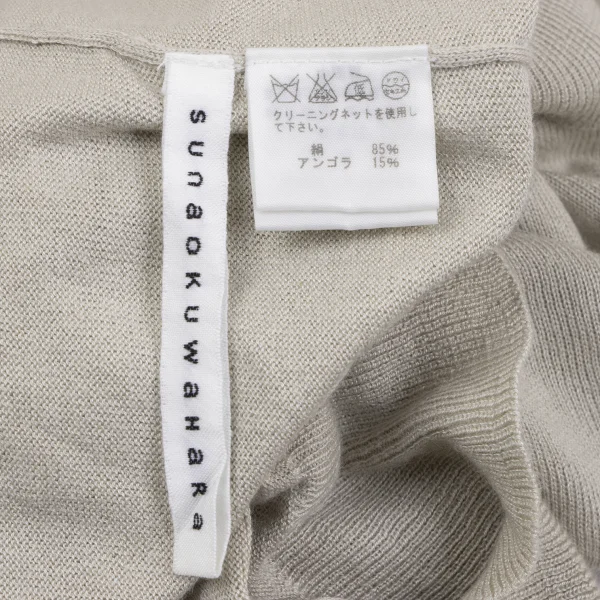 sunaokuwaHaRa
低
クリーニングネットを使用し
て下さい。
絹 85%
アンゴラ 15%